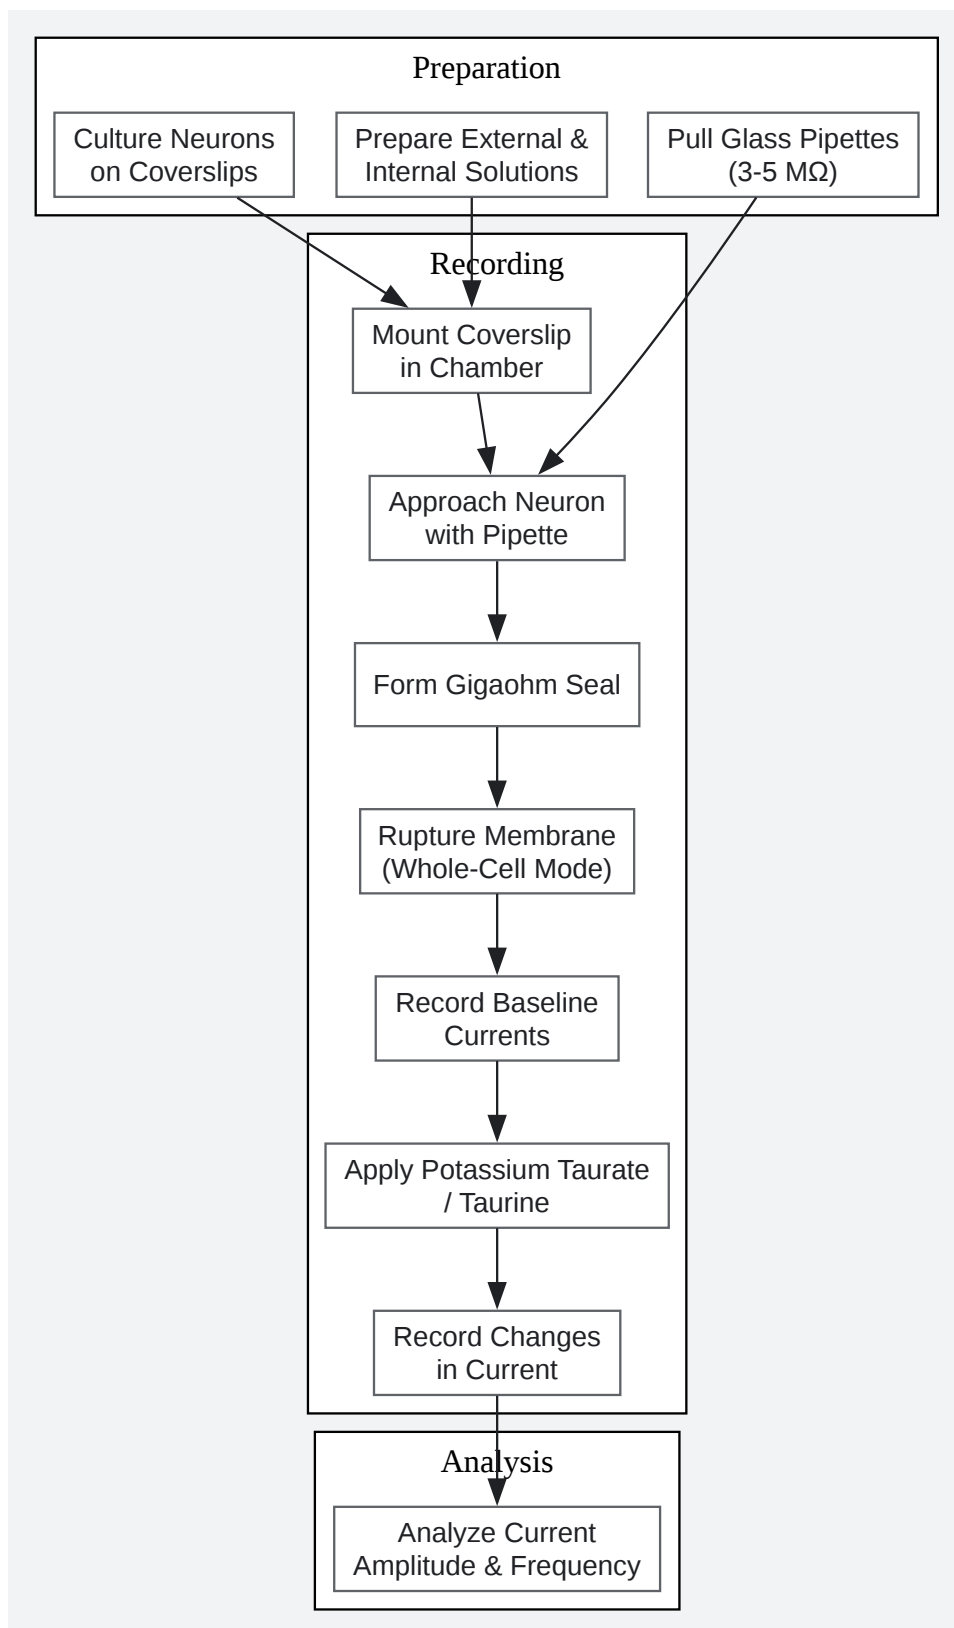 Preparation
Culture Neurons
on Coverslips
Prepare External &
Internal Solutions
Pull Glass Pipettes
(3-5 MΩ)
Recording
Mount Coverslip
in Chamber
Approach Neuron
with Pipette
Form Gigaohm Seal
Rupture Membrane
(Whole-Cell Mode)
Record Baseline
Currents
Apply Potassium Taurate
/ Taurine
Record Changes
in Current
Analysis
Analyze Current
Amplitude & Frequency